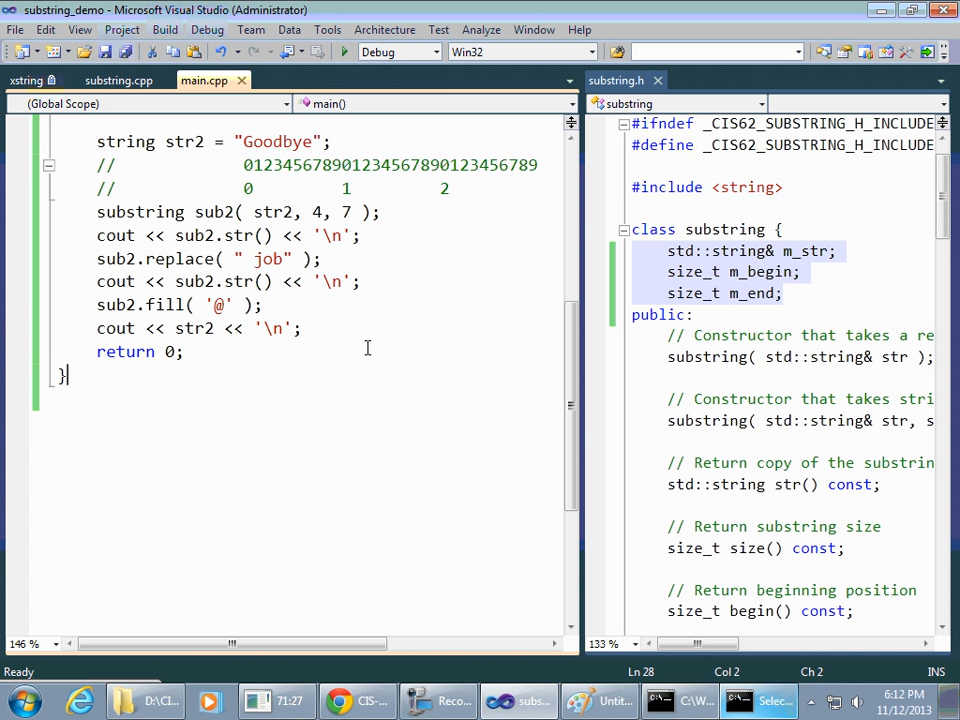 substring_demo - Microsoft Visual Studio (Administrator)
File Edit View Project Build Debug Team Data Tools Architecture Test Analyze Window Help
Debug Win32
xstring substring.cpp main.cpp substring.h
(Global Scope) main() substring
string str2 = "Goodbye";
// 012345678901234567890123456789
// 0 1 2
substring sub2( str2, 4, 7 );
cout << sub2.str() << '\n';
sub2.replace( " job" );
cout << sub2.str() << '\n';
sub2.fill( '@' );
cout << str2 << '\n';
return 0;
}
#ifndef _CIS62_SUBSTRING_H_INCLUDE
#define _CIS62_SUBSTRING_H_INCLUDE
#include <string>
class substring {
std::string& m_str;
size_t m_begin;
size_t m_end;
public:
// Constructor that takes a re
substring( std::string& str );
// Constructor that takes stri
substring( std::string& str, s
// Return copy of the substrin
std::string str() const;
// Return substring size
size_t size() const;
// Return beginning position
size_t begin() const;
146 % 133 %
Ready Ln 28 Col 2 Ch 2 INS
D:\CI... 71:27 CIS-... Reco... subs... Untit... C:\W... Selec...
6:12 PM
11/12/2013